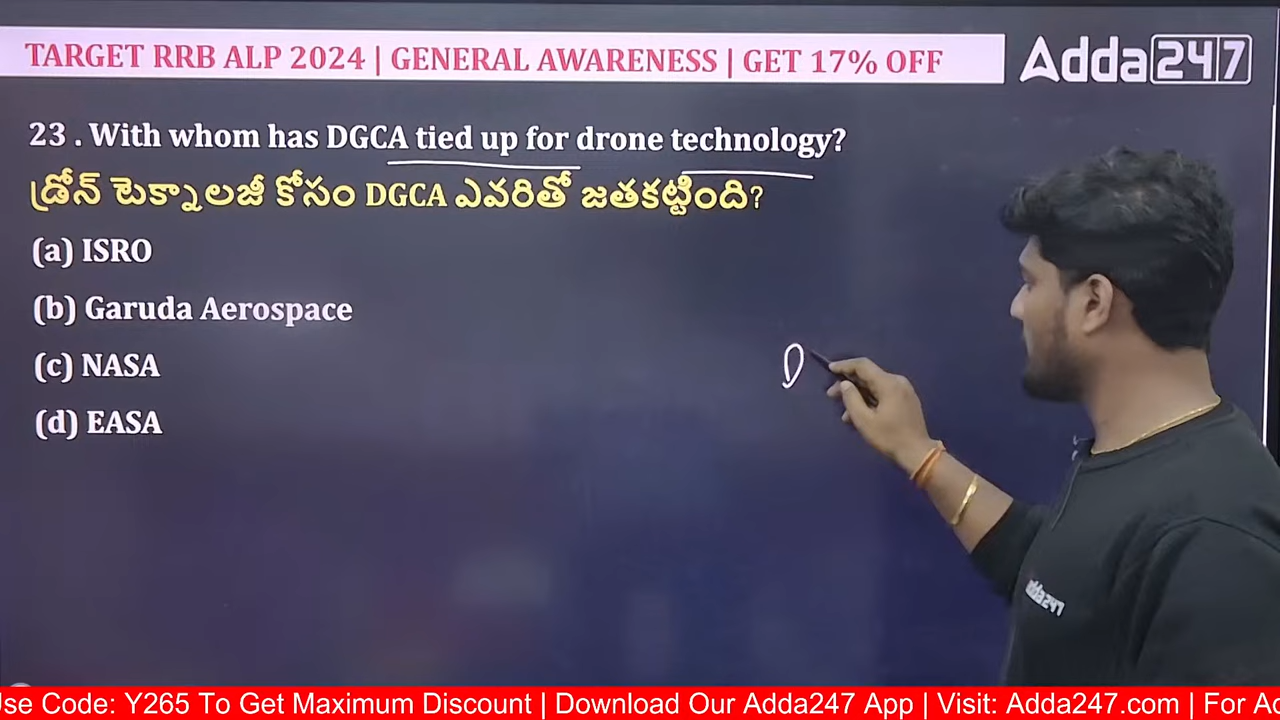 TARGET RRB ALP 2024 | GENERAL AWARENESS | GET 17% OFF
Adda247
23 . With whom has DGCA tied up for drone technology?
డ్రోన్ టెక్నాలజీ కోసం DGCA ఎవరితో జతకట్టింది?
(a) ISRO
(b) Garuda Aerospace
(c) NASA
(d) EASA
D
adda247
Use Code: Y265 To Get Maximum Discount | Download Our Adda247 App | Visit: Adda247.com | For